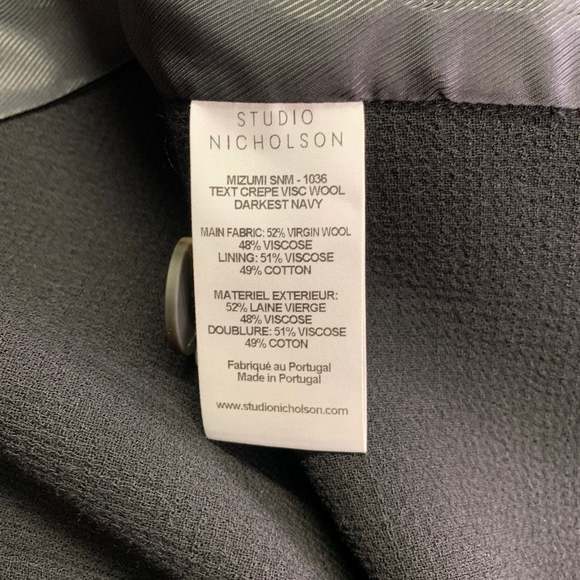 STUDIO
NICHOLSON
MIZUMI SNM - 1036
TEXT CREPE VISC WOOL
DARKEST NAVY
MAIN FABRIC: 52% VIRGIN WOOL
48% VISCOSE
LINING: 51% VISCOSE
49% COTTON
MATERIEL EXTERIEUR:
52% LAINE VIERGE
48% VISCOSE
DOUBLURE: 51% VISCOSE
49% COTON
Fabriqué au Portugal
Made in Portugal
www.studionicholson.com